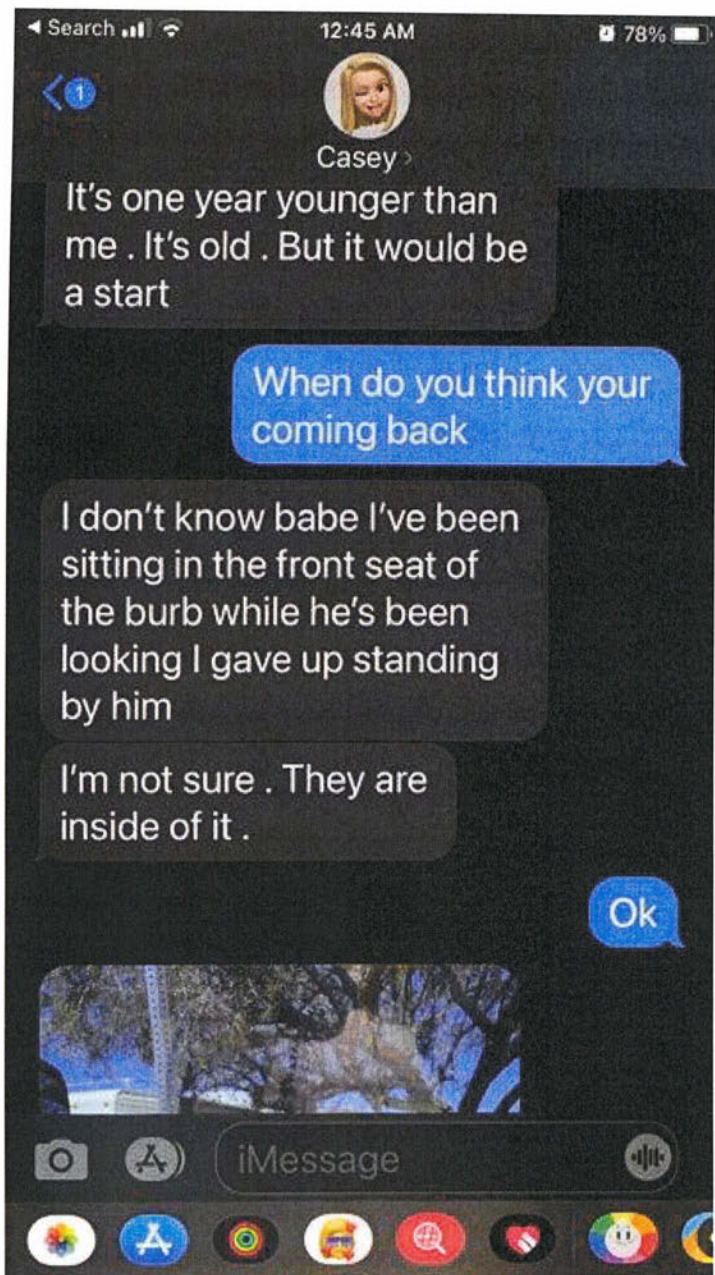 Search
12:45 AM
78%
1
Casey
It's one year younger than
me . It's old . But it would be
a start
When do you think your
coming back
I don't know babe I've been
sitting in the front seat of
the burb while he's been
looking I gave up standing
by him
I'm not sure . They are
inside of it .
Ok
iMessage